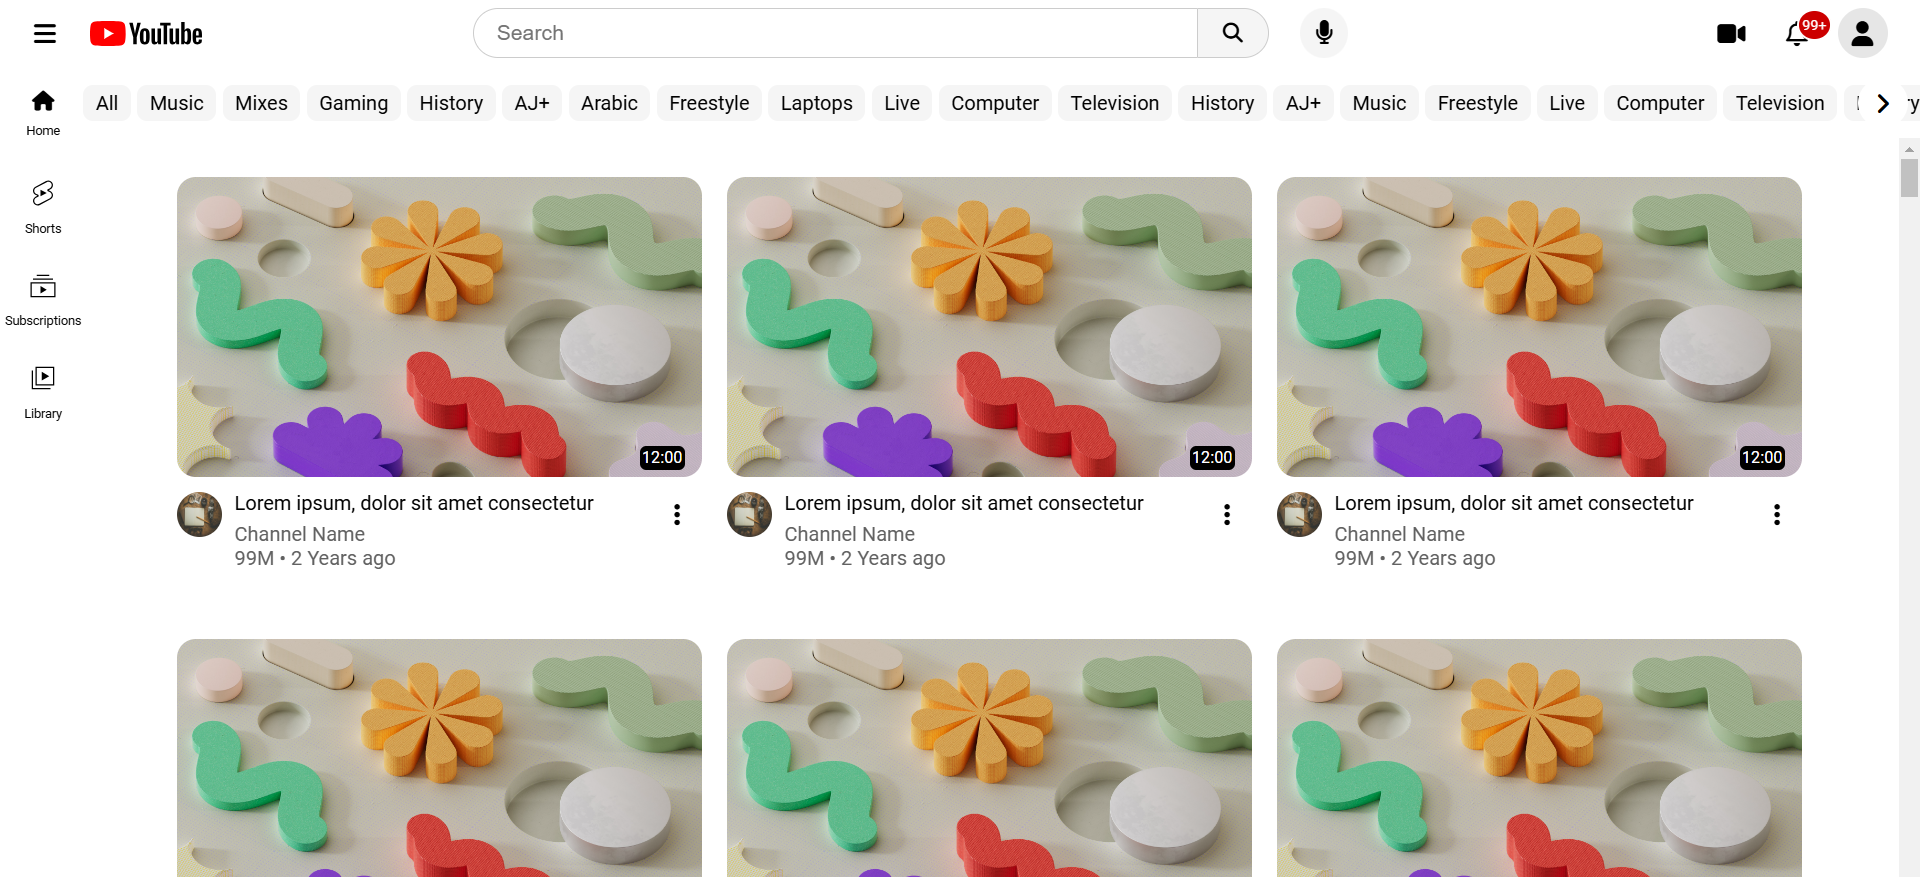 YouTube
Search
99+
All Music Mixes Gaming History AJ+ Arabic Freestyle Laptops Live Computer Television History AJ+ Music Freestyle Live Computer Television
Home
Shorts
Subscriptions
Library
12:00 12:00 12:00
Lorem ipsum, dolor sit amet consectetur Lorem ipsum, dolor sit amet consectetur Lorem ipsum, dolor sit amet consectetur
Channel Name Channel Name Channel Name
99M • 2 Years ago 99M • 2 Years ago 99M • 2 Years ago